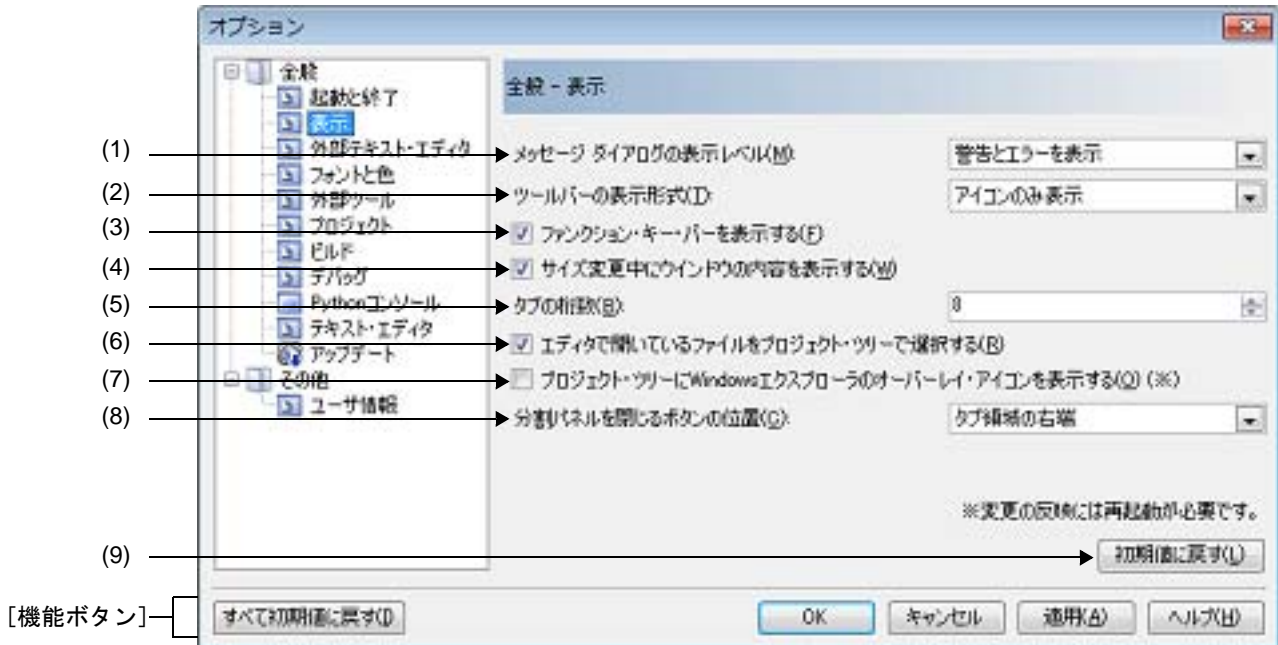 オプション
全般
起動と終了
表示
外部テキスト・エディタ
フォントと色
外部ツール
プロジェクト
ビルド
デバッグ
Pythonコンソール
テキスト・エディタ
アップデート
その他
ユーザ情報
全般 - 表示
(1) メッセージ ダイアログの表示レベル(M): 警告とエラーを表示
(2) ツールバーの表示形式(T): アイコンのみ表示
(3) ファンクション・キー・バーを表示する(F)
(4) サイズ変更中にウインドウの内容を表示する(W)
(5) タブの桁数(B): 8
(6) エディタで開いているファイルをプロジェクト・ツリーで選択する(R)
(7) プロジェクト・ツリーにWindowsエクスプローラのオーバーレイ・アイコンを表示する(O) (※)
(8) 分割パネルを閉じるボタンの位置(C): タブ領域の右端
※変更の反映には再起動が必要です。
(9) 初期値に戻す(L)
[機能ボタン] すべて初期値に戻す(I) OK キャンセル 適用(A) ヘルプ(H)